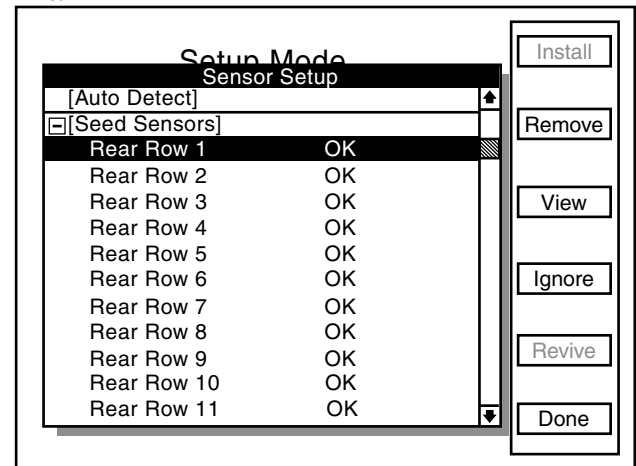 Setup Mode
Sensor Setup
[Auto Detect]
[Seed Sensors]
Rear Row 1 OK
Rear Row 2 OK
Rear Row 3 OK
Rear Row 4 OK
Rear Row 5 OK
Rear Row 6 OK
Rear Row 7 OK
Rear Row 8 OK
Rear Row 9 OK
Rear Row 10 OK
Rear Row 11 OK
Install
Remove
View
Ignore
Revive
Done